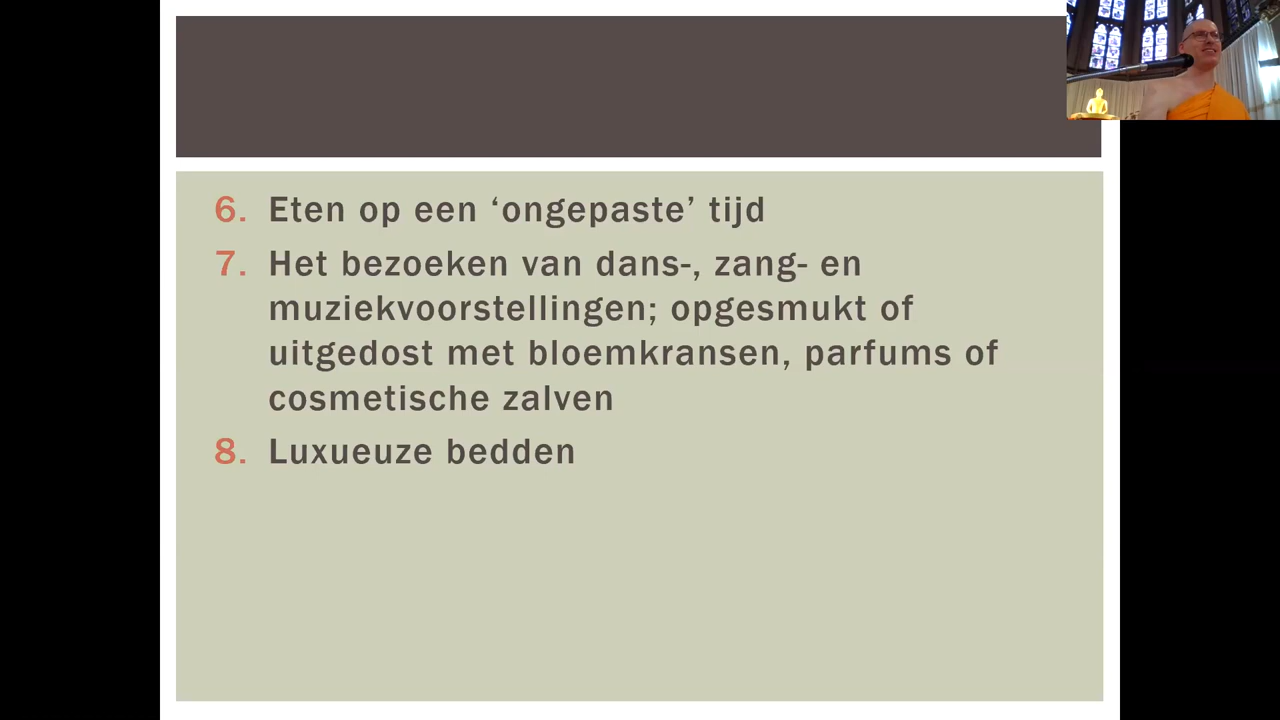 6. Eten op een ‘ongepaste’ tijd
7. Het bezoeken van dans-, zang- en
muziekvoorstellingen; opgesmukt of
uitgedost met bloemkransen, parfums of
cosmetische zalven
8. Luxueuze bedden